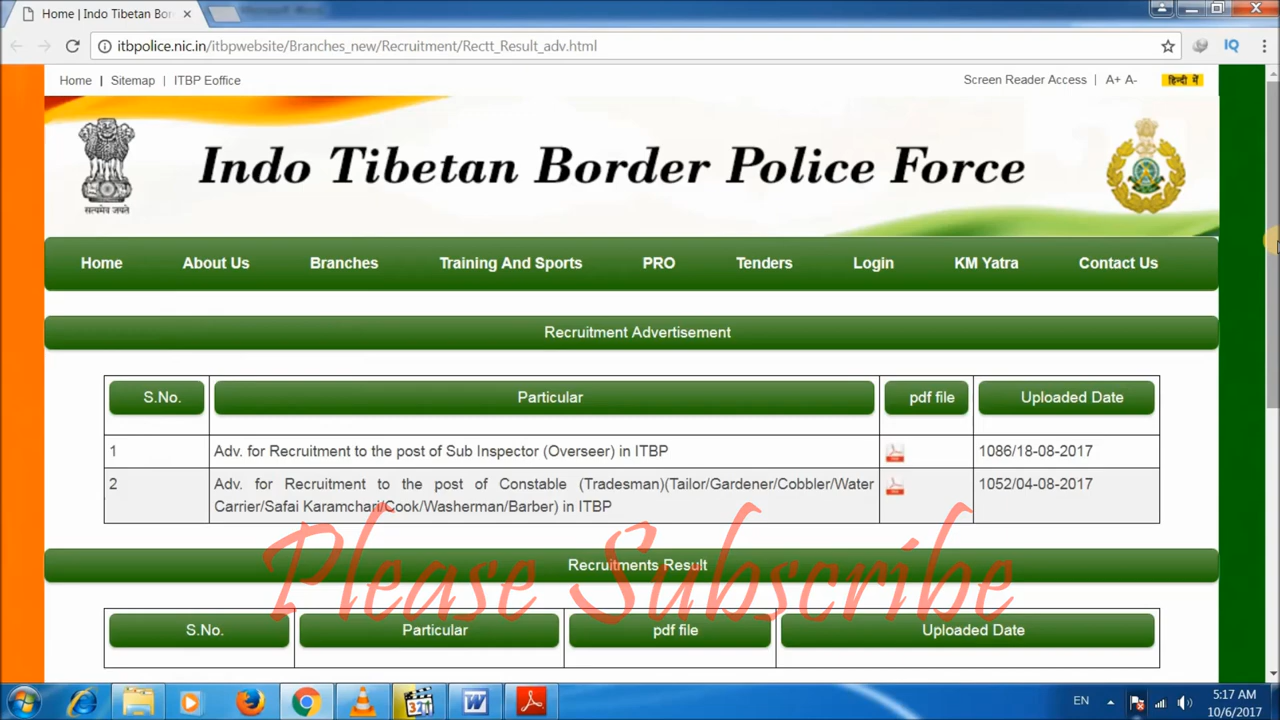 Home | Indo Tibetan Bor
itbpolice.nic.in/itbpwebsite/Branches_new/Recruitment/Rectt_Result_adv.html
IQ
Home | Sitemap | ITBP Eoffice
Screen Reader Access | A+ A- हिन्दी में
सत्यमेव जयते
Indo Tibetan Border Police Force
Home About Us Branches Training And Sports PRO Tenders Login KM Yatra Contact Us
Recruitment Advertisement
S.No. Particular pdf file Uploaded Date
1 Adv. for Recruitment to the post of Sub Inspector (Overseer) in ITBP 1086/18-08-2017
2 Adv. for Recruitment to the post of Constable (Tradesman)(Tailor/Gardener/Cobbler/Water 1052/04-08-2017
Carrier/Safai Karamchari/Cook/Washerman/Barber) in ITBP
Please Subscribe
Recruitments Result
S.No. Particular pdf file Uploaded Date
321
EN
5:17 AM
10/6/2017